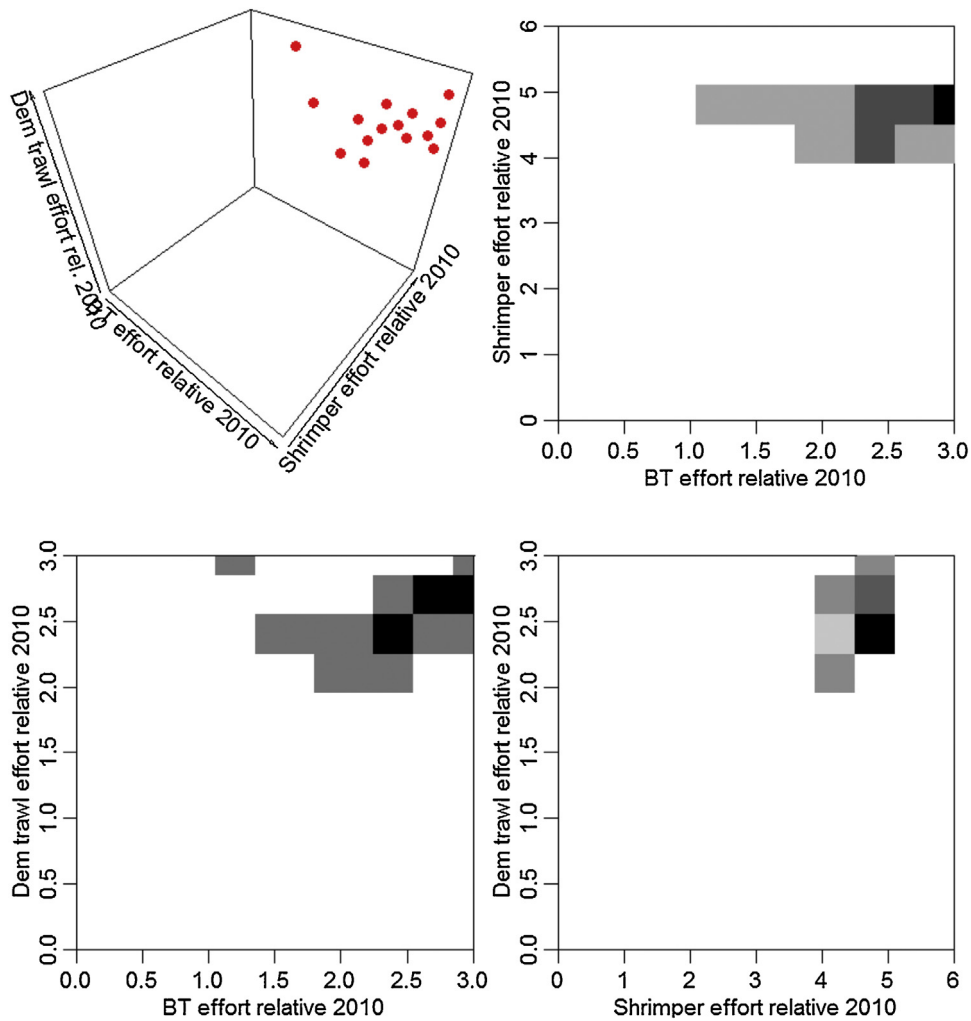 Dem trawl effort rel. 2010
BT effort relative 2010
Shrimper effort relative 2010
Shrimper effort relative 2010
6
5
4
3
2
1
0
0.0 0.5 1.0 1.5 2.0 2.5 3.0
BT effort relative 2010
Dem trawl effort relative 2010
3.0
2.5
2.0
1.5
1.0
0.5
0.0
0.0 0.5 1.0 1.5 2.0 2.5 3.0
BT effort relative 2010
Dem trawl effort relative 2010
3.0
2.5
2.0
1.5
1.0
0.5
0.0
0 1 2 3 4 5 6
Shrimper effort relative 2010